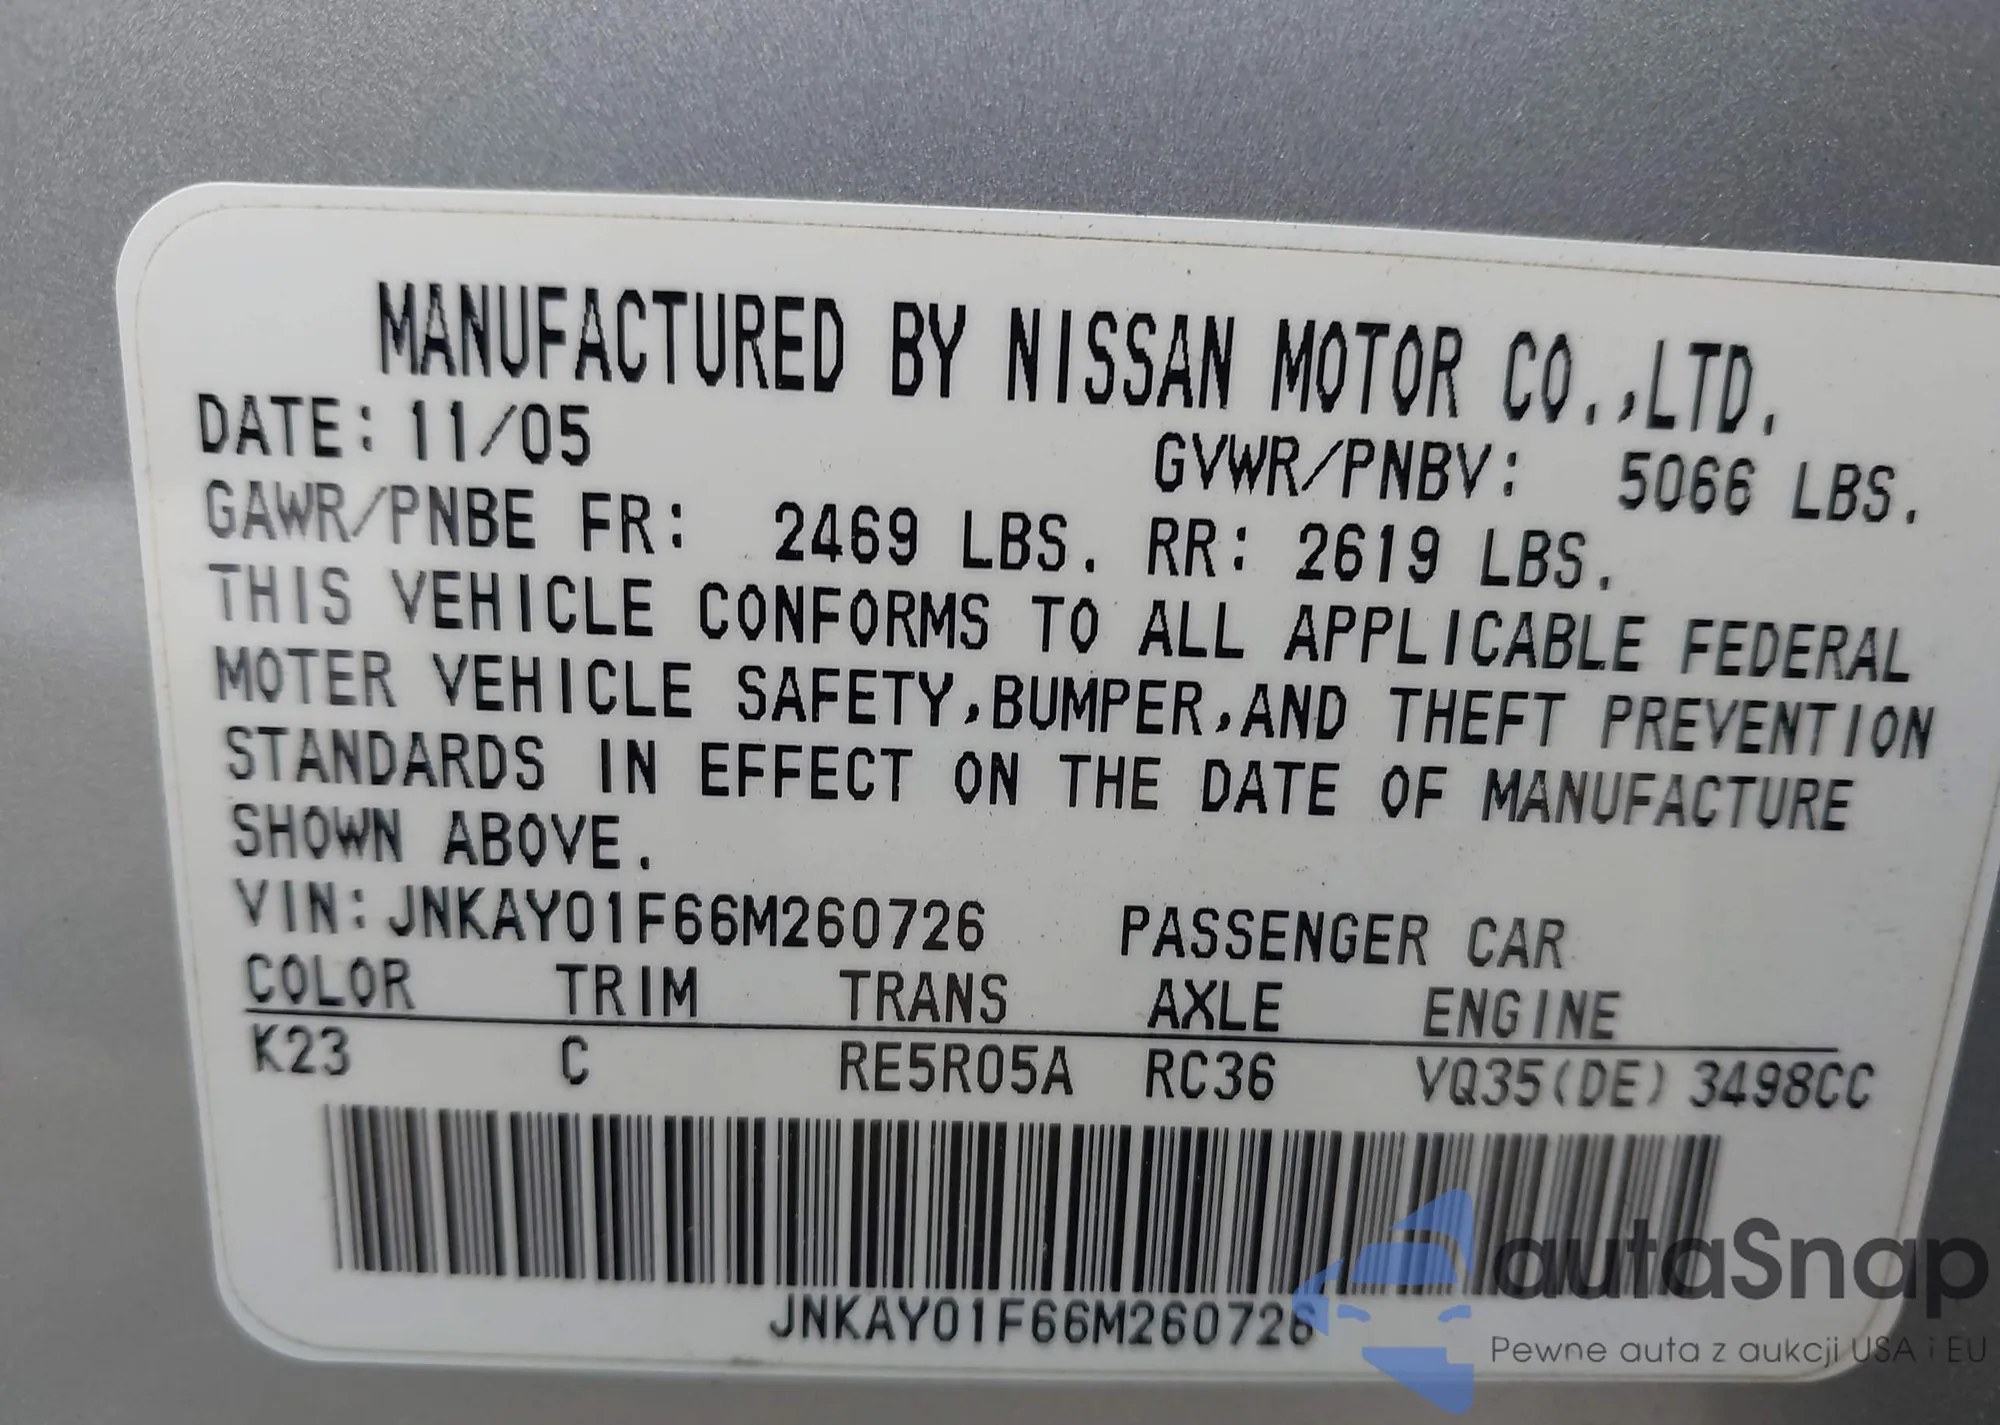 MANUFACTURED BY NISSAN MOTOR CO.,LTD.
DATE: 11/05 GVWR/PNBV: 5066 LBS.
GAWR/PNBE FR: 2469 LBS. RR: 2619 LBS.
THIS VEHICLE CONFORMS TO ALL APPLICABLE FEDERAL
MOTER VEHICLE SAFETY,BUMPER,AND THEFT PREVENTION
STANDARDS IN EFFECT ON THE DATE OF MANUFACTURE
SHOWN ABOVE.
VIN: JNKAY01F66M260726 PASSENGER CAR
COLOR TRIM TRANS AXLE ENGINE
K23 C RE5R05A RC36 VQ35(DE) 3498CC
JNKAY01F66M260726
autaSnap
Pewne auta z aukcji USA i EU